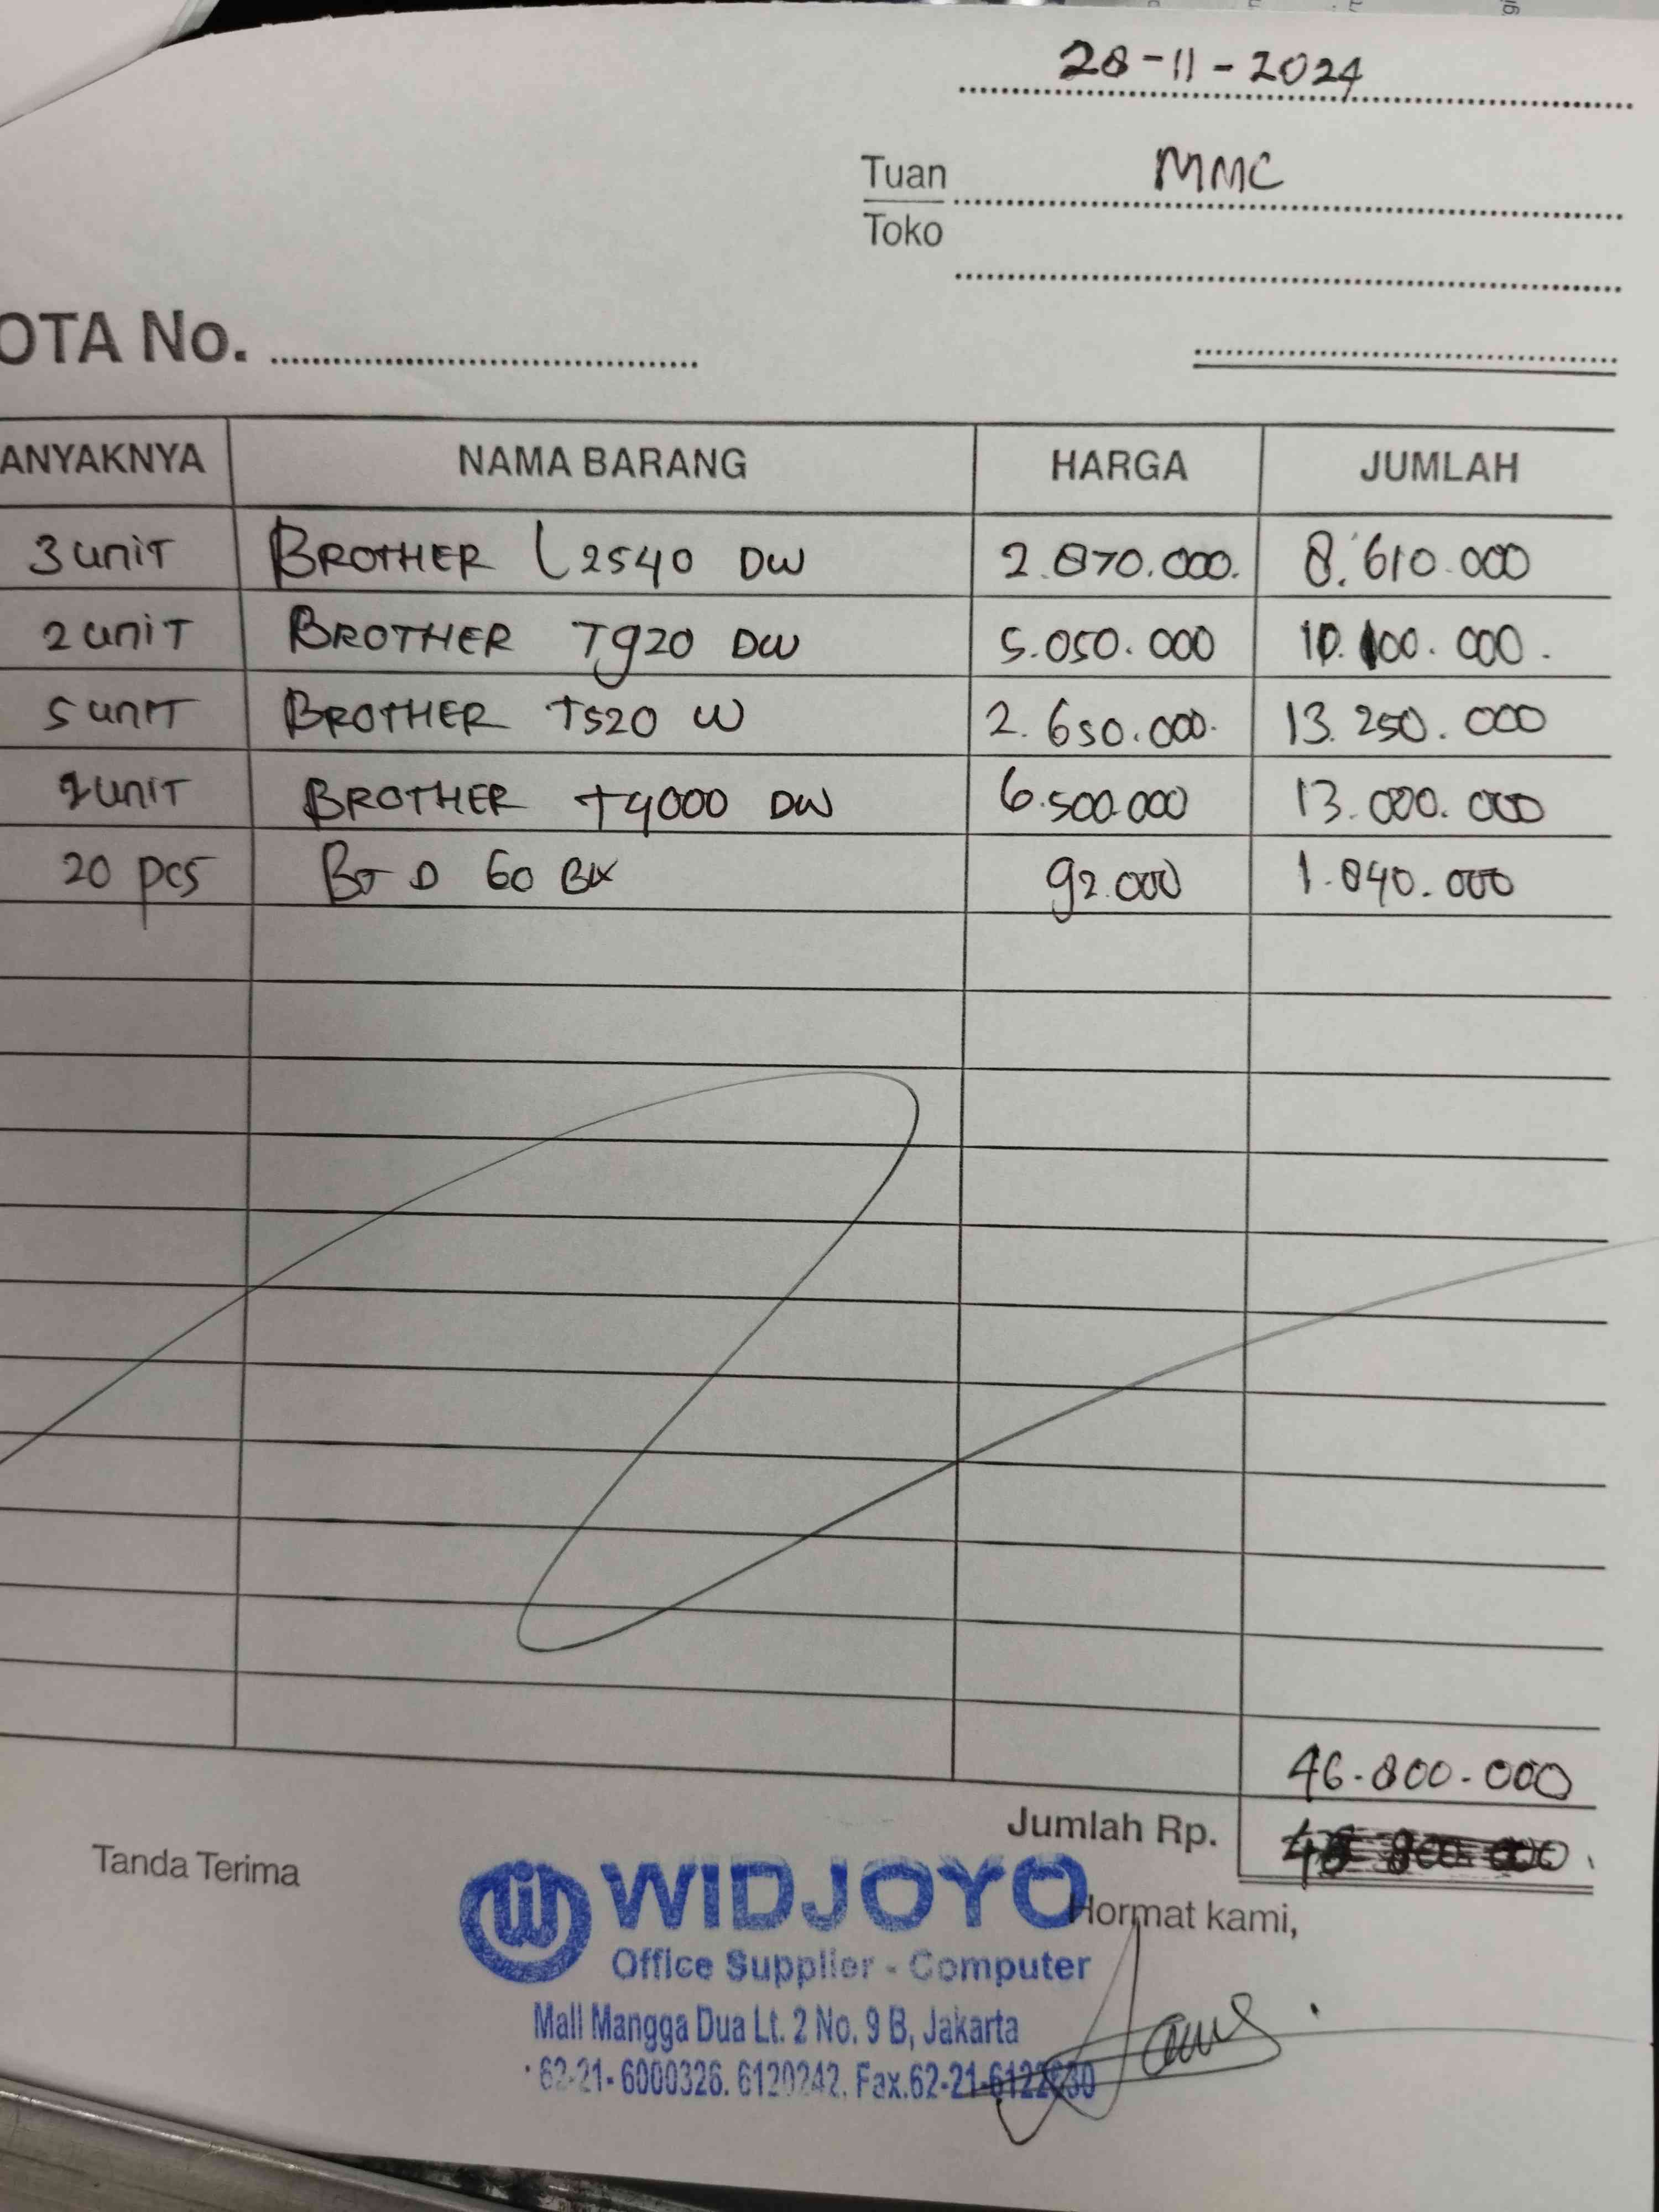 28-11-2024
Tuan MMC
Toko
OTA No.
ANYAKNYA NAMA BARANG HARGA JUMLAH
3 unit BROTHER L2540 DW 2.870.000. 8.610.000
2 unit BROTHER T920 DW 5.050.000 10.100.000.
5 unit BROTHER T520 W 2.650.000. 13.250.000
2 unit BROTHER T4000 DW 6.500.000 13.000.000
20 pcs BT D 60 BK 92.000 1.840.000
46.800.000
Jumlah Rp.
Tanda Terima
WIDJOYO
Hormat kami,
Office Supplier - Computer
Mall Mangga Dua Lt. 2 No. 9 B, Jakarta
62-21- 6000326. 6120242. Fax.62-21-